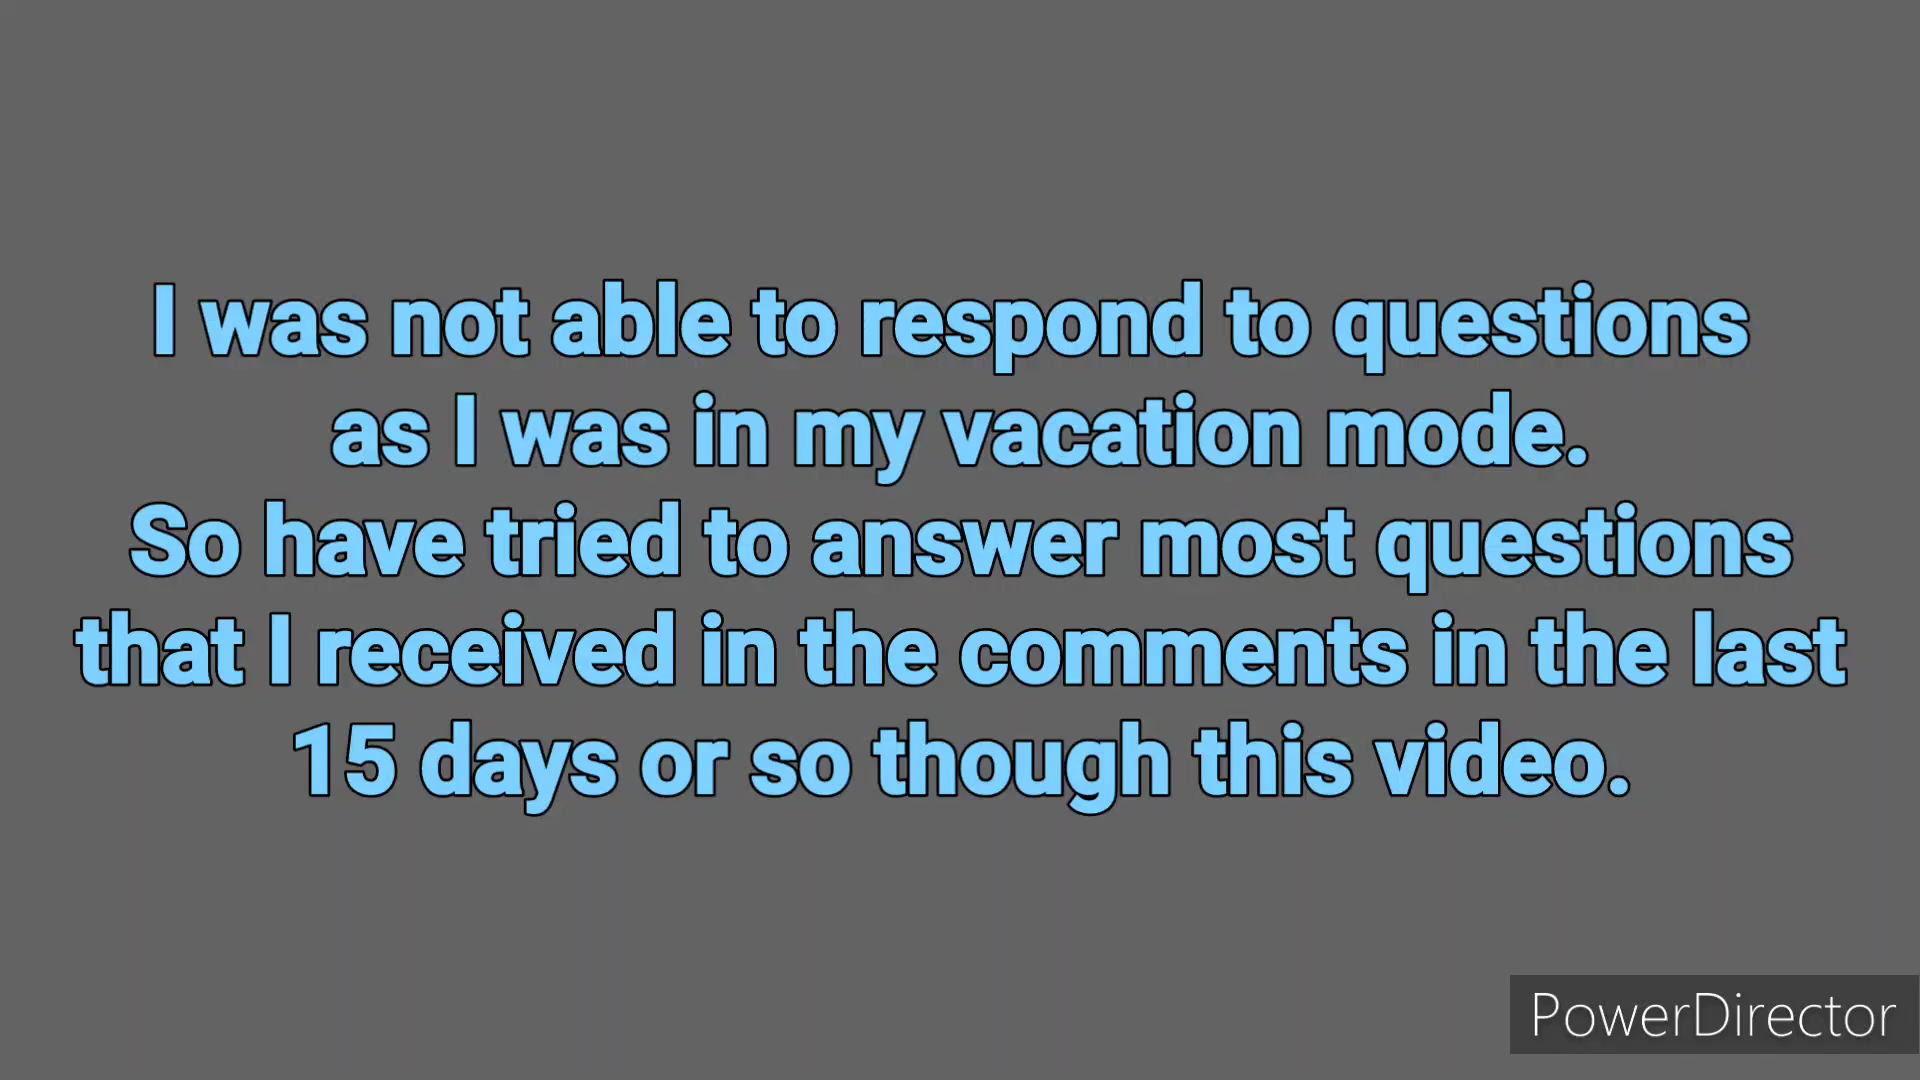 I was not able to respond to questions
as I was in my vacation mode.
So have tried to answer most questions
that I received in the comments in the last
15 days or so though this video.
PowerDirector